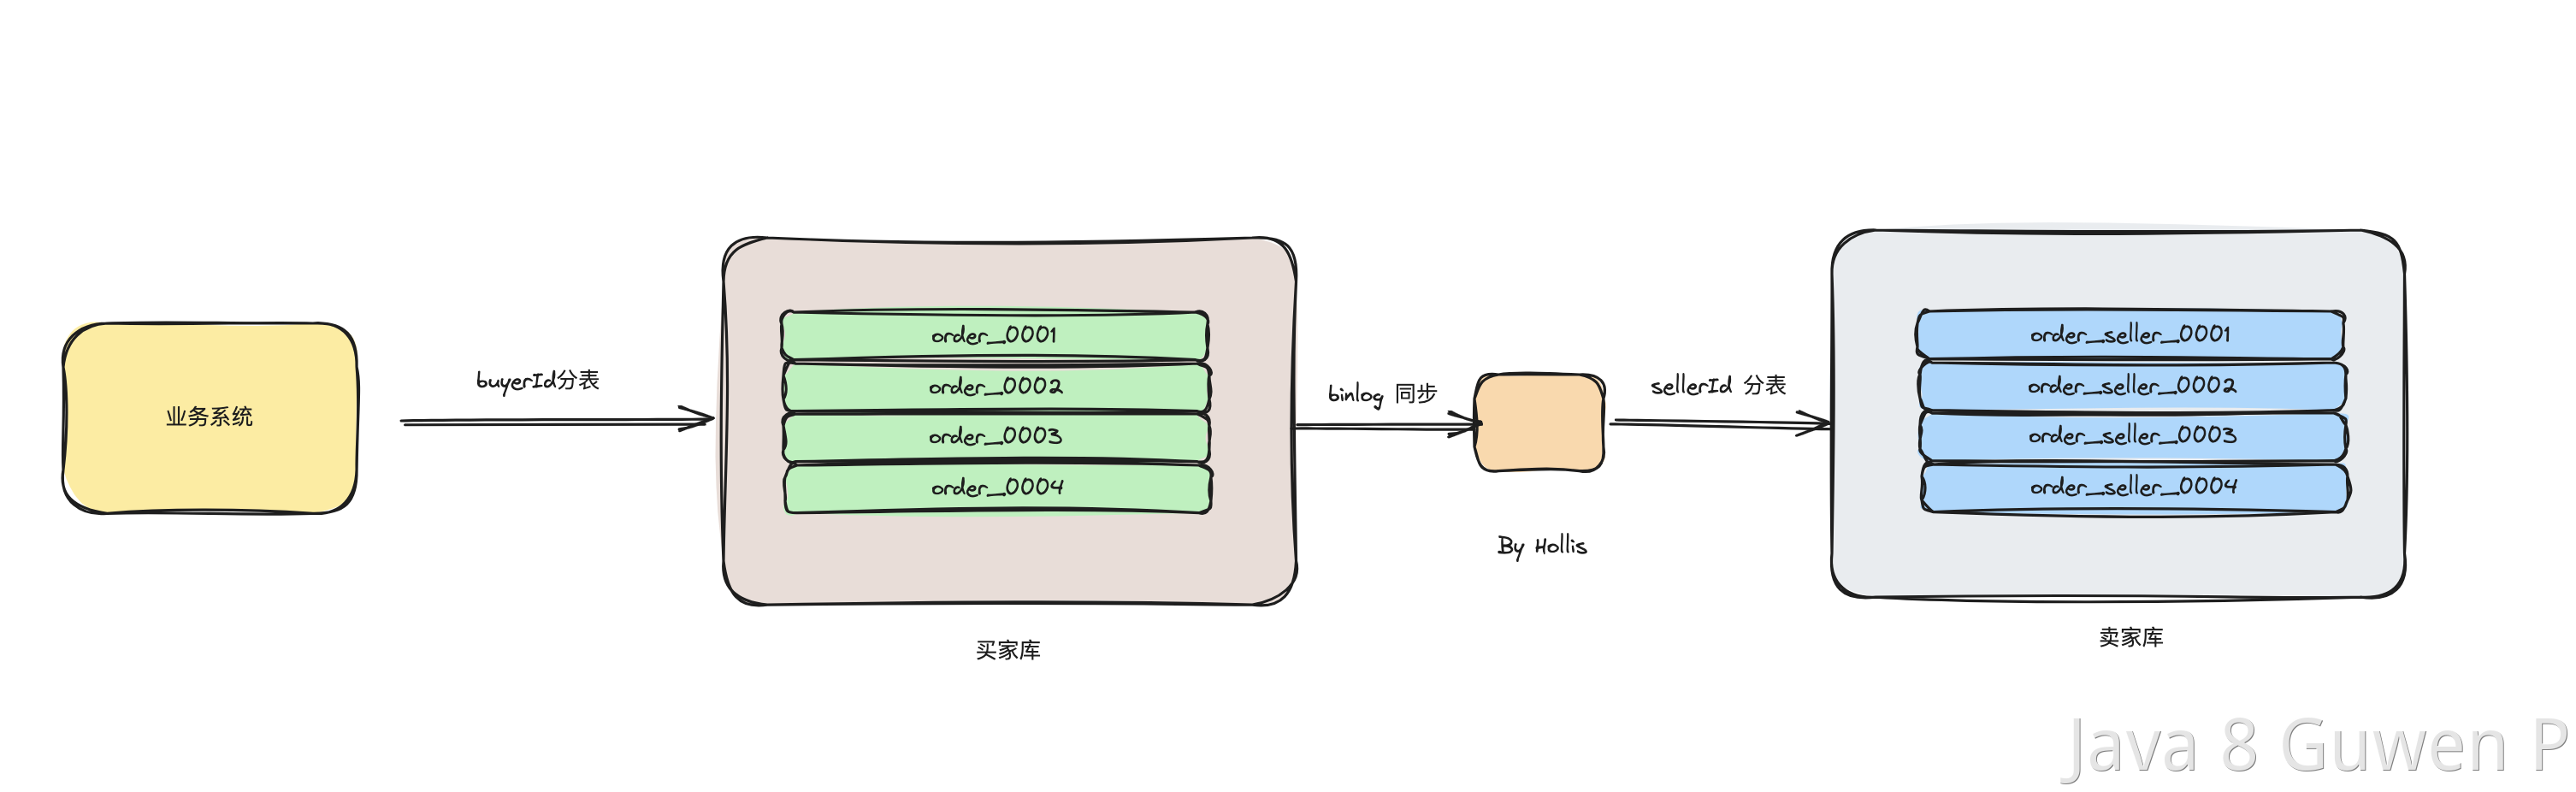 业务系统
buyerId分表
order_0001
order_0002
order_0003
order_0004
买家库
binlog 同步
By Hollis
sellerId 分表
order_seller_0001
order_seller_0002
order_seller_0003
order_seller_0004
卖家库
Java 8 Guwen P